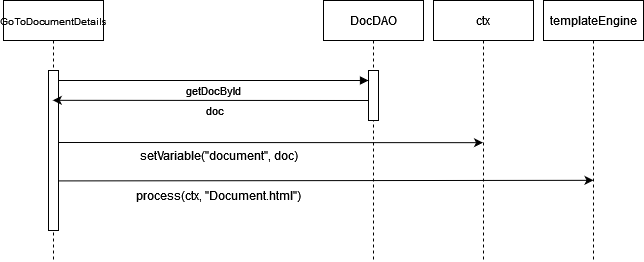 GoToDocumentDetails
DocDAO
ctx
templateEngine
getDocById
doc
setVariable("document", doc)
process(ctx, "Document.html")